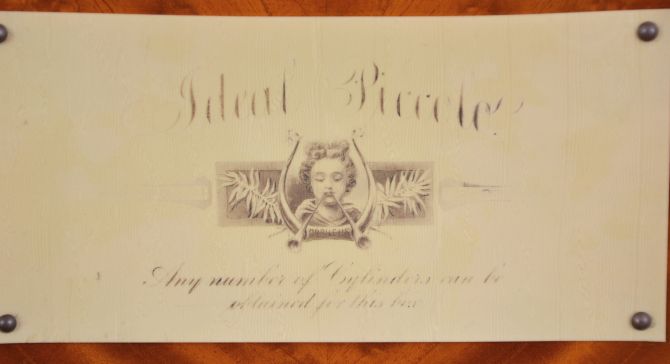 Ideal Piccolo.
Any number of Cylinders can be
obtained for this box